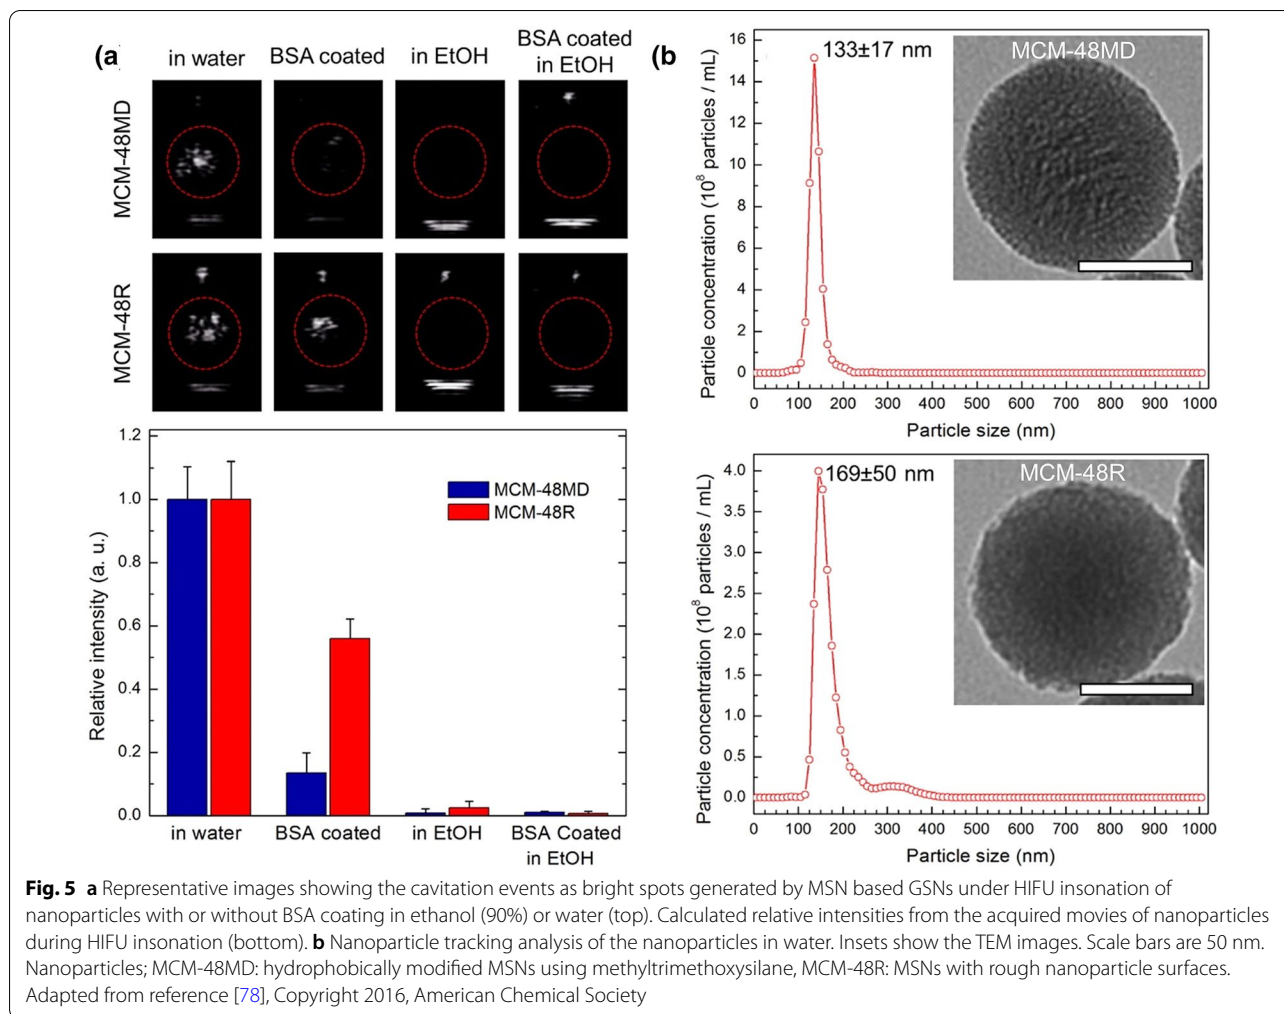 (a)
in water
BSA coated
in EtOH
BSA coated
in EtOH
MCM-48MD
MCM-48R
1.2
1.0
0.8
0.6
0.4
0.2
0.0
Relative intensity (a. u.)
MCM-48MD
MCM-48R
in water
BSA coated
in EtOH
BSA Coated
in EtOH
(b)
133±17 nm
MCM-48MD
16
14
12
10
8
6
4
2
0
Particle concentration (10⁸ particles / mL)
0 100 200 300 400 500 600 700 800 900 1000
Particle size (nm)
169±50 nm
MCM-48R
4.0
3.5
3.0
2.5
2.0
1.5
1.0
0.5
0.0
Particle concentration (10⁸ particles / mL)
0 100 200 300 400 500 600 700 800 900 1000
Particle size (nm)
Fig. 5 a Representative images showing the cavitation events as bright spots generated by MSN based GSNs under HIFU insonation of
nanoparticles with or without BSA coating in ethanol (90%) or water (top). Calculated relative intensities from the acquired movies of nanoparticles
during HIFU insonation (bottom). b Nanoparticle tracking analysis of the nanoparticles in water. Insets show the TEM images. Scale bars are 50 nm.
Nanoparticles; MCM-48MD: hydrophobically modified MSNs using methyltrimethoxysilane, MCM-48R: MSNs with rough nanoparticle surfaces.
Adapted from reference [78], Copyright 2016, American Chemical Society